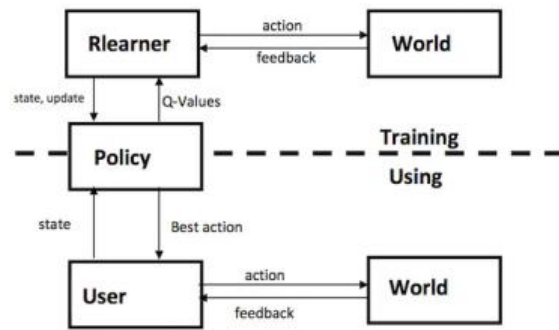 action
Rlearner
World
feedback
state, update
Q-Values
Policy
Training
Using
state
Best action
action
User
World
feedback